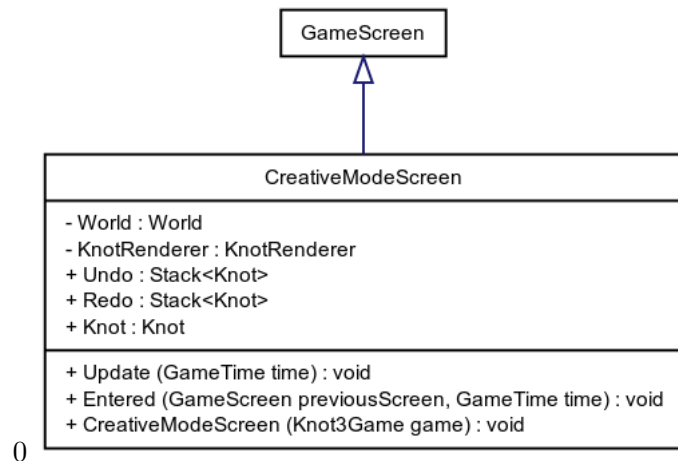 GameScreen
CreativeModeScreen
- World : World
- KnotRenderer : KnotRenderer
+ Undo : Stack<Knot>
+ Redo : Stack<Knot>
+ Knot : Knot
+ Update (GameTime time) : void
+ Entered (GameScreen previousScreen, GameTime time) : void
+ CreativeModeScreen (Knot3Game game) : void
0